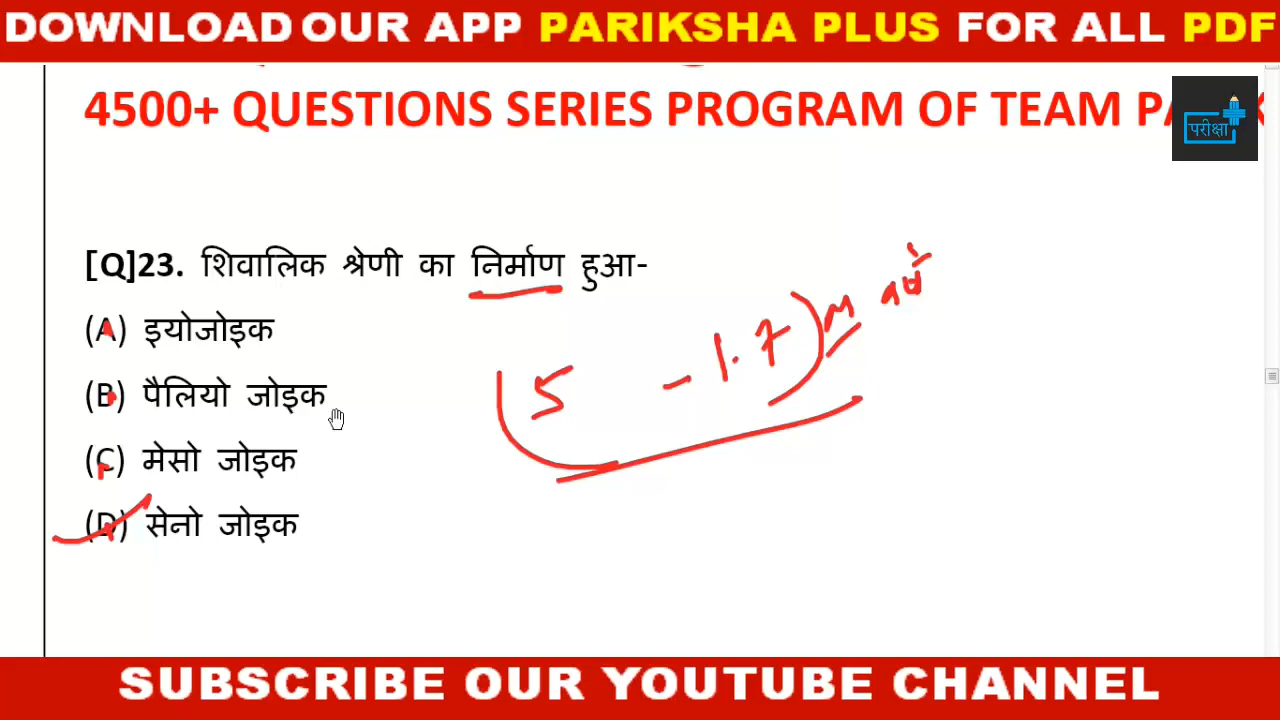 DOWNLOAD OUR APP PARIKSHA PLUS FOR ALL PDF
4500+ QUESTIONS SERIES PROGRAM OF TEAM
परीक्षा
[Q]23. शिवालिक श्रेणी का निर्माण हुआ-
(A) इयोजोइक
(B) पैलियो जोइक
(C) मेसो जोइक
(D) सेनो जोइक
(5 - 1.7) म वर्ष
SUBSCRIBE OUR YOUTUBE CHANNEL